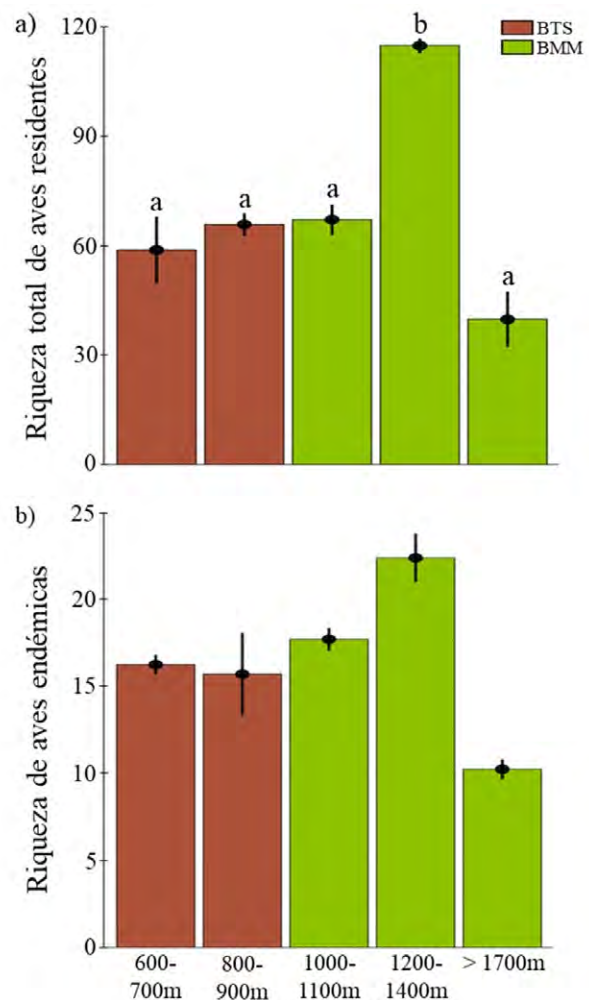 a)
Riqueza total de aves residentes
120
90
60
30
0
a
a
a
b
a
BTS
BMM
b)
Riqueza de aves endémicas
25
20
15
10
5
0
600-
700m
800-
900m
1000-
1100m
1200-
1400m
> 1700m